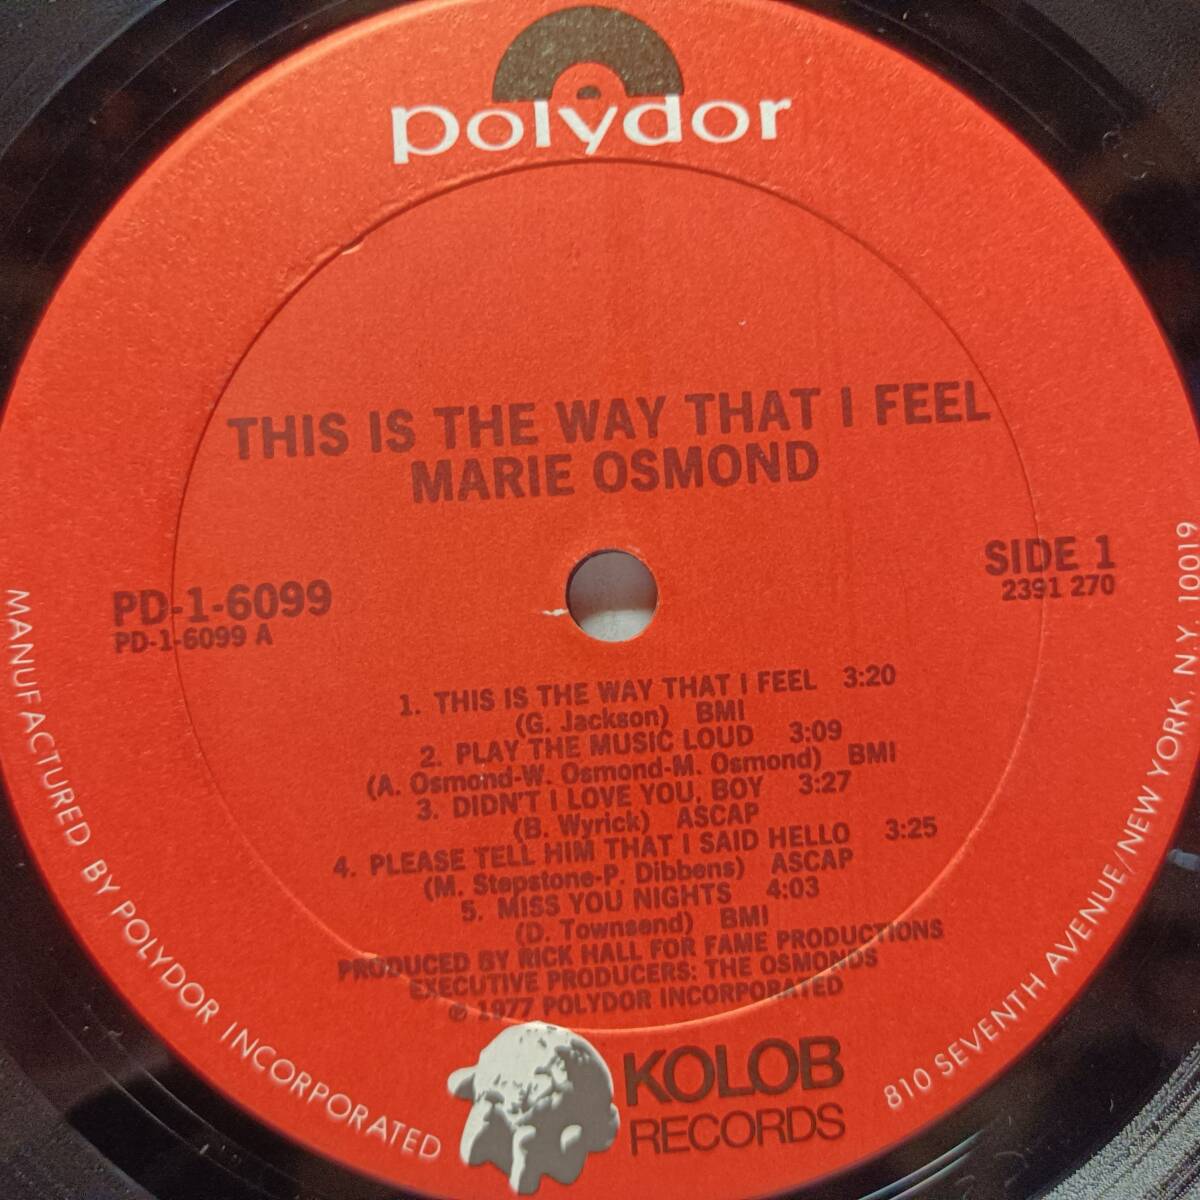 polydor
THIS IS THE WAY THAT I FEEL
MARIE OSMOND
PD-1-6099
PD-1-6099 A
SIDE 1
2391 270
1. THIS IS THE WAY THAT I FEEL 3:20
(G. Jackson) BMI
2. PLAY THE MUSIC LOUD 3:09
(A. Osmond-W. Osmond-M. Osmond) BMI
3. DIDN'T I LOVE YOU, BOY 3:27
(B. Wyrick) ASCAP
4. PLEASE TELL HIM THAT I SAID HELLO 3:25
(M. Stepstone-P. Dibbens) ASCAP
5. MISS YOU NIGHTS 4:03
(D. Townsend) BMI
PRODUCED BY RICK HALL FOR FAME PRODUCTIONS
EXECUTIVE PRODUCERS: THE OSMONDS
℗ 1977 POLYDOR INCORPORATED
KOLOB
RECORDS
MANUFACTURED BY POLYDOR INCORPORATED
810 SEVENTH AVENUE/NEW YORK, N.Y. 10019